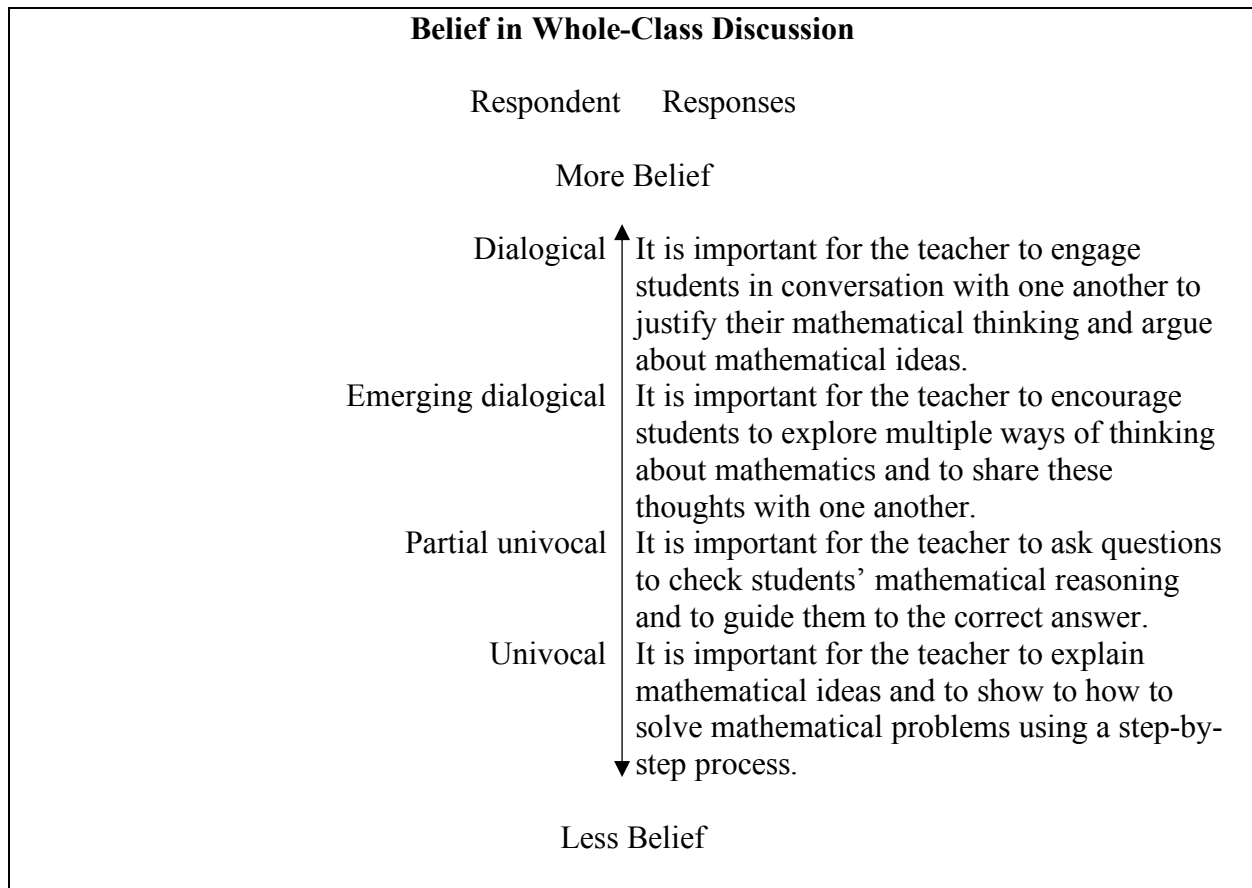 Belief in Whole-Class Discussion
Respondent Responses
More Belief
Dialogical It is important for the teacher to engage
students in conversation with one another to
justify their mathematical thinking and argue
about mathematical ideas.
Emerging dialogical It is important for the teacher to encourage
students to explore multiple ways of thinking
about mathematics and to share these
thoughts with one another.
Partial univocal It is important for the teacher to ask questions
to check students’ mathematical reasoning
and to guide them to the correct answer.
Univocal It is important for the teacher to explain
mathematical ideas and to show to how to
solve mathematical problems using a step-by-
step process.
Less Belief